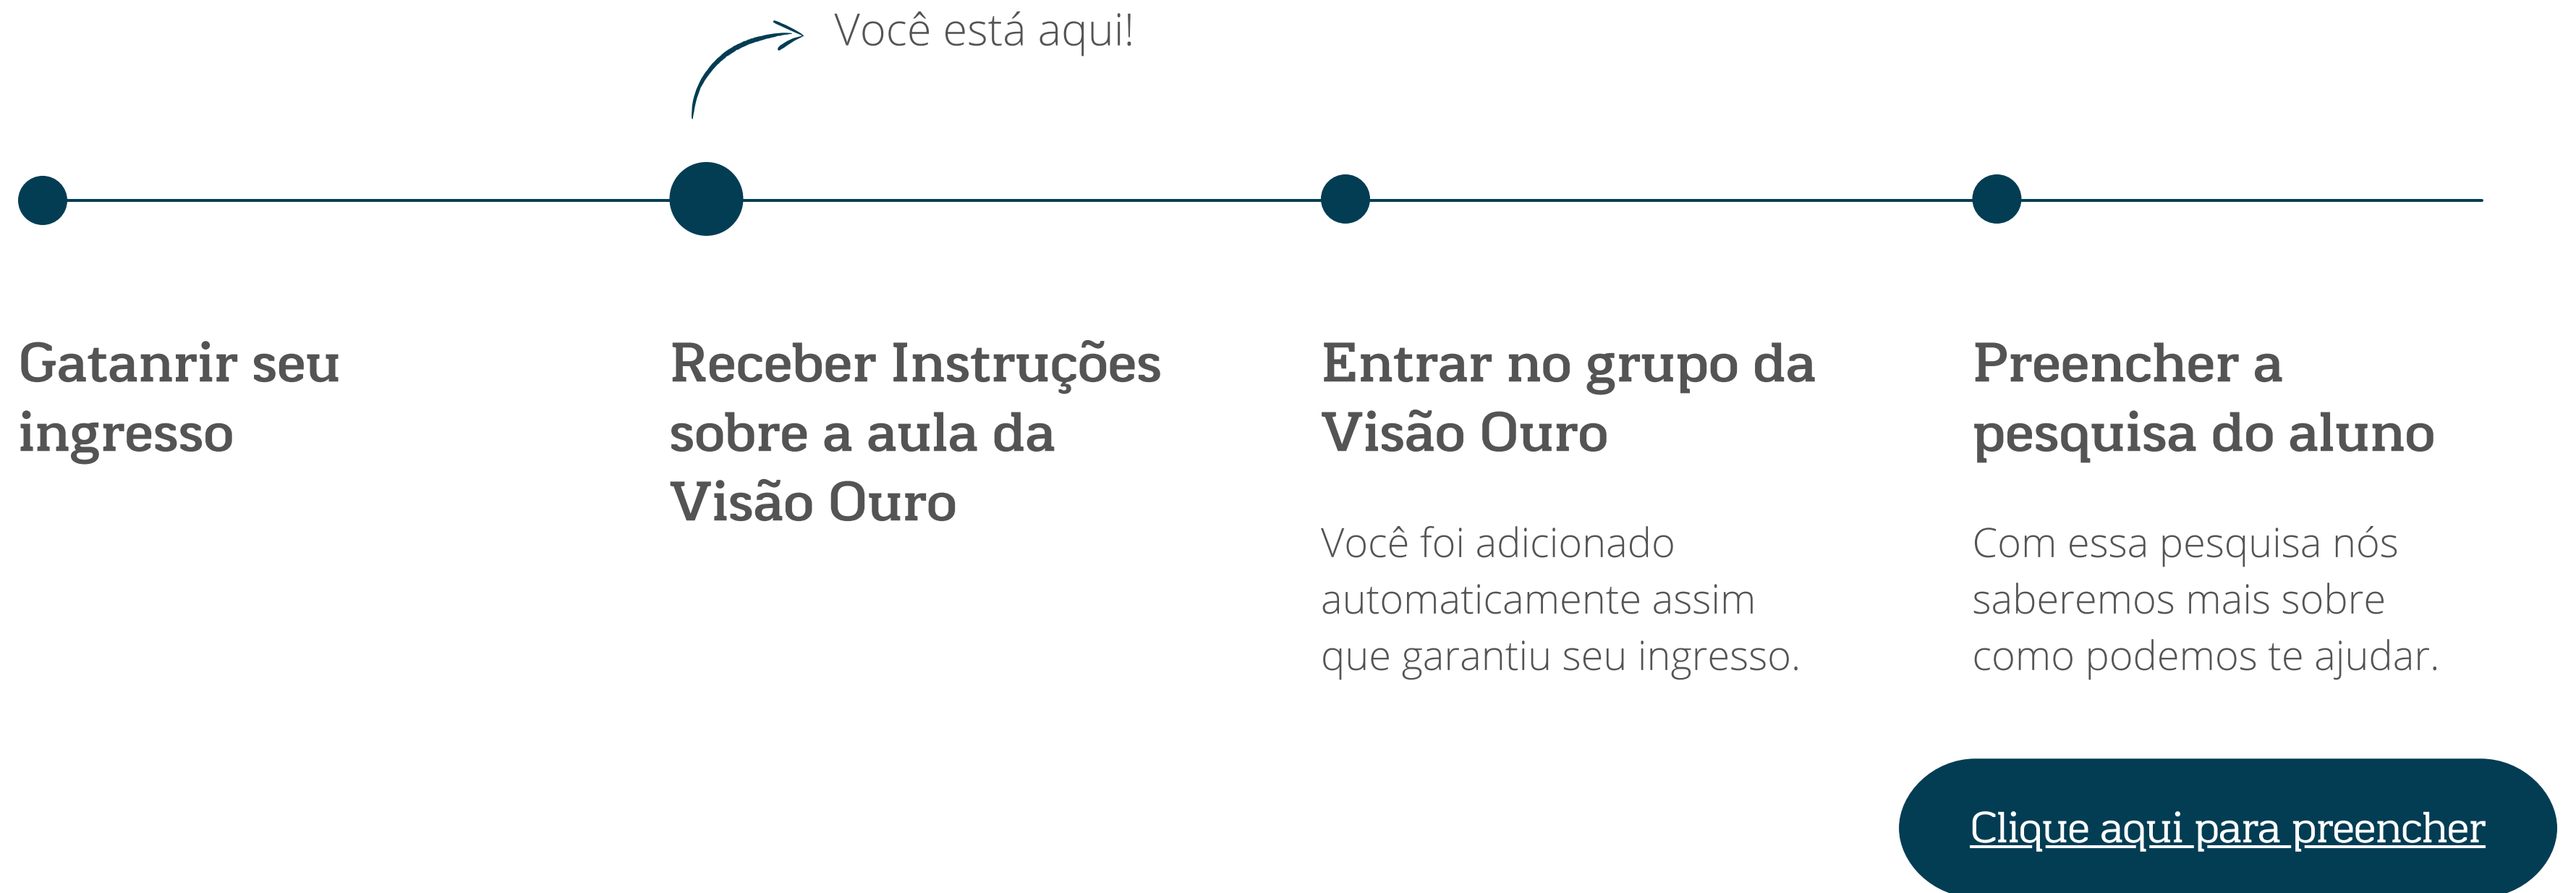 Você está aqui!
Gatanrir seu
ingresso
Receber Instruções
sobre a aula da
Visão Ouro
Entrar no grupo da
Visão Ouro
Você foi adicionado
automaticamente assim
que garantiu seu ingresso.
Preencher a
pesquisa do aluno
Com essa pesquisa nós
saberemos mais sobre
como podemos te ajudar.
Clique aqui para preencher